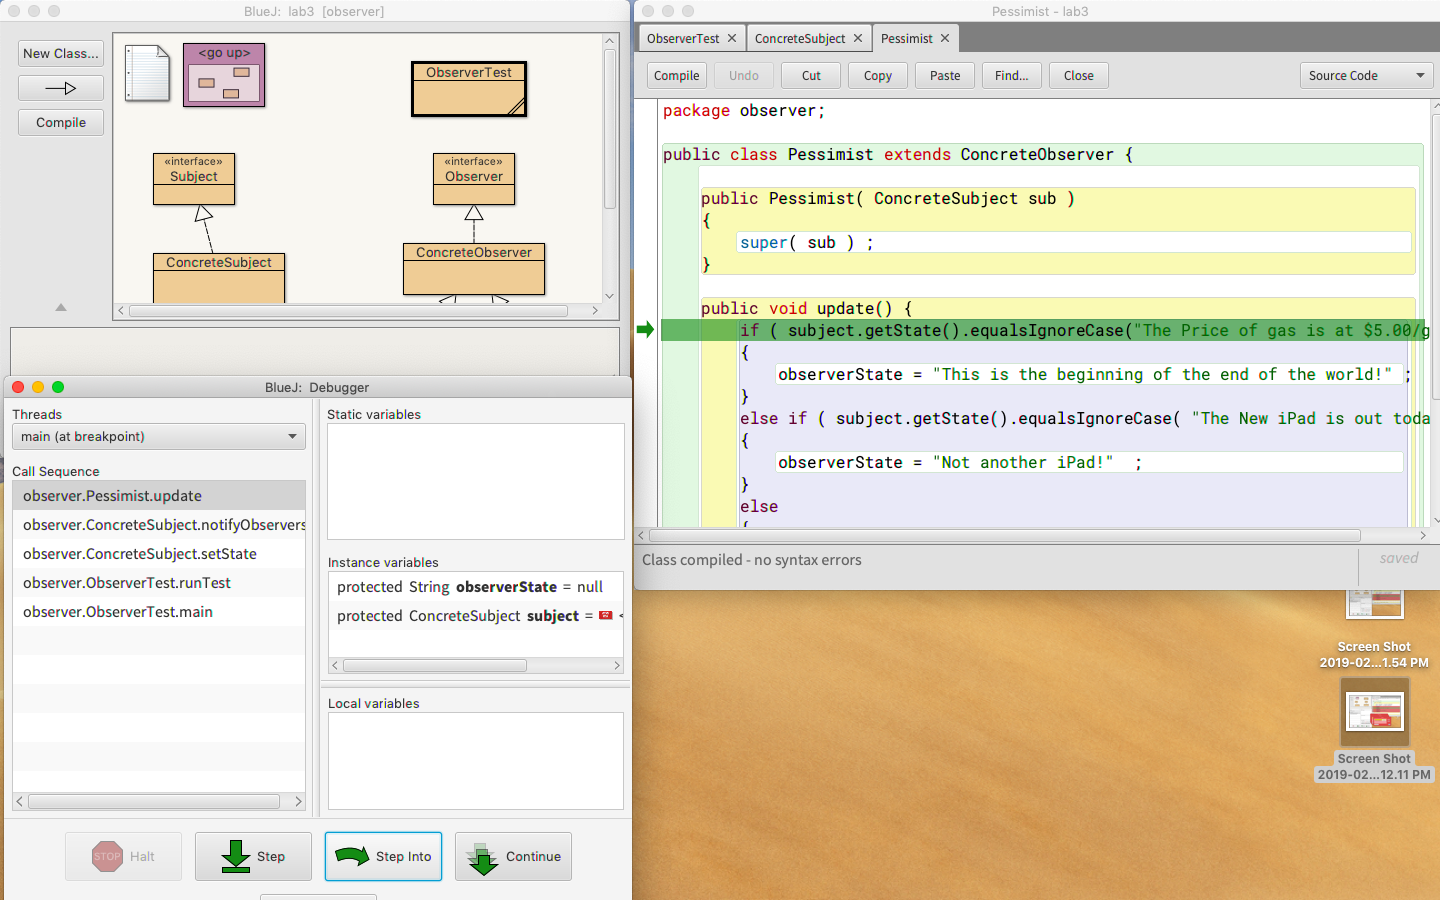 BlueJ: lab3 [observer]
New Class...
Compile
<go up>
ObserverTest
«interface»
Subject
«interface»
Observer
ConcreteSubject
ConcreteObserver
Pessimist - lab3
ObserverTest
ConcreteSubject
Pessimist
Compile
Undo
Cut
Copy
Paste
Find...
Close
Source Code
package observer;
public class Pessimist extends ConcreteObserver {
public Pessimist( ConcreteSubject sub )
{
super( sub ) ;
}
public void update() {
if ( subject.getState().equalsIgnoreCase("The Price of gas is at $5.00/g
{
observerState = "This is the beginning of the end of the world!" ;
}
else if ( subject.getState().equalsIgnoreCase( "The New iPad is out toda
{
observerState = "Not another iPad!" ;
}
else
{
Class compiled - no syntax errors
saved
BlueJ: Debugger
Threads
main (at breakpoint)
Call Sequence
observer.Pessimist.update
observer.ConcreteSubject.notifyObservers
observer.ConcreteSubject.setState
observer.ObserverTest.runTest
observer.ObserverTest.main
Static variables
Instance variables
protected String observerState = null
protected ConcreteSubject subject = <
Local variables
STOP
Halt
Step
Step Into
Continue
Screen Shot
2019-02...1.54 PM
Screen Shot
2019-02...12.11 PM